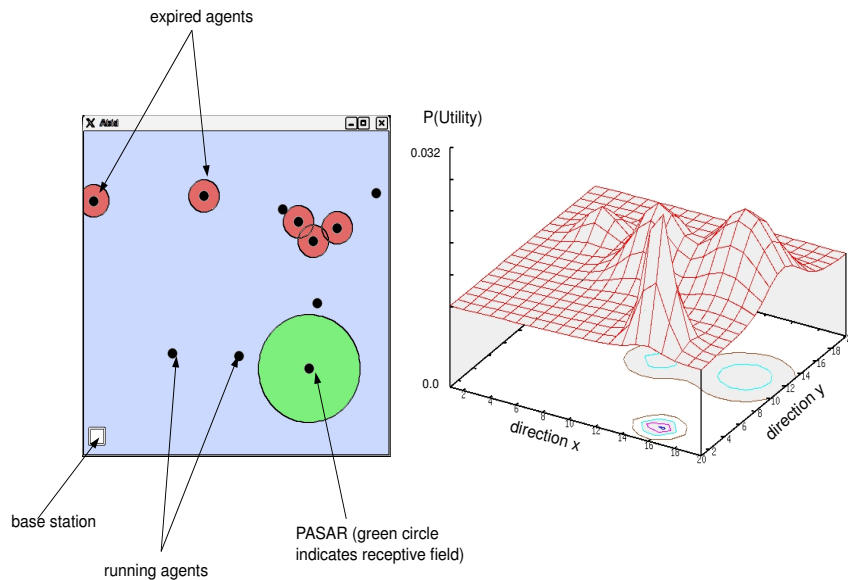 expired agents
P(Utility)
0.032
0.0
2 4 6 8 10 12 14 16 18 20
direction x
2 4 6 8 10 12 14 16 18
direction y
base station
running agents
PASAR (green circle
indicates receptive field)